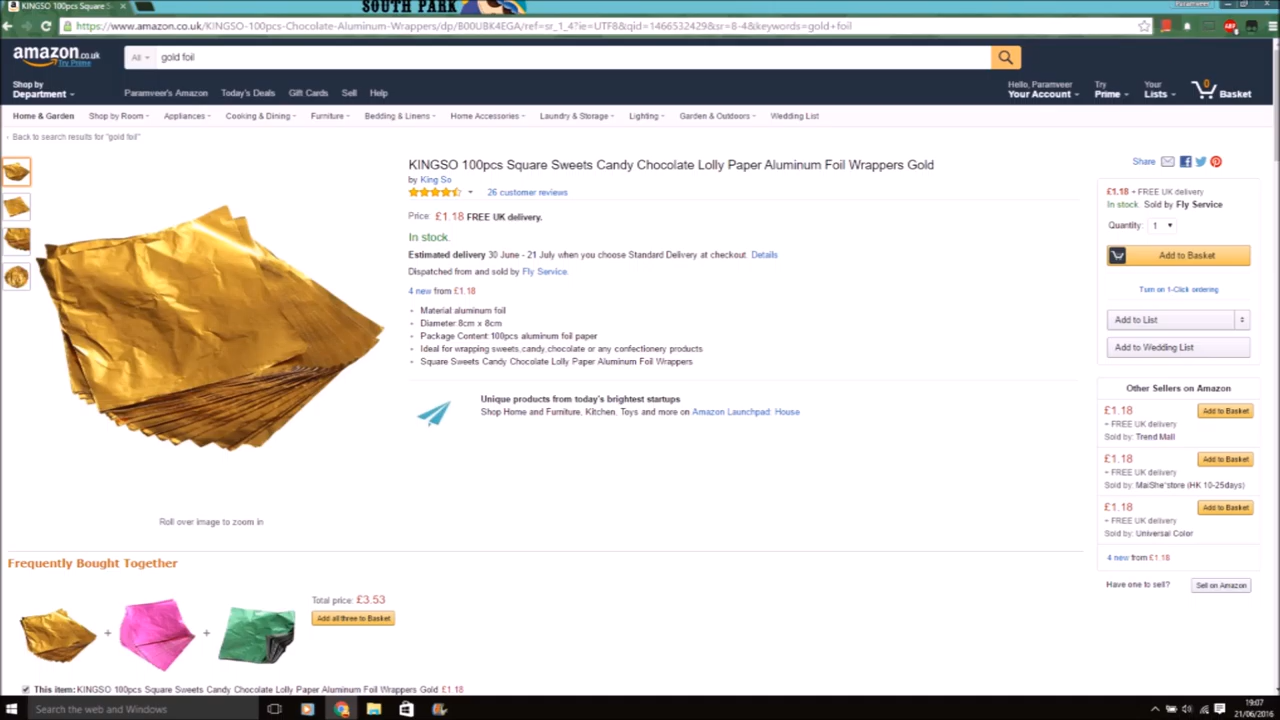 KINGSO 100pcs Square S
SOUTH PARK
Paramveer
https://www.amazon.co.uk/KINGSO-100pcs-Chocolate-Aluminum-Wrappers/dp/B00UBK4EGA/ref=sr_1_4?ie=UTF8&qid=1466532429&sr=8-4&keywords=gold+foil
amazon.co.uk
Try Prime
All
gold foil
Shop by
Department
Paramveer's Amazon Today's Deals Gift Cards Sell Help
Hello, Paramveer
Your Account
Try
Prime
Your
Lists
0
Basket
Home & Garden Shop by Room Appliances Cooking & Dining Furniture Bedding & Linens Home Accessories Laundry & Storage Lighting Garden & Outdoors Wedding List
‹ Back to search results for "gold foil"
KINGSO 100pcs Square Sweets Candy Chocolate Lolly Paper Aluminum Foil Wrappers Gold
by King So
26 customer reviews
Price: £1.18 FREE UK delivery.
In stock.
Estimated delivery 30 June - 21 July when you choose Standard Delivery at checkout. Details
Dispatched from and sold by Fly Service.
4 new from £1.18
• Material:aluminum foil
• Diameter:8cm x 8cm
• Package Content:100pcs aluminum foil paper
• Ideal for wrapping sweets,candy,chocolate or any confectionery products
• Square Sweets Candy Chocolate Lolly Paper Aluminum Foil Wrappers
Unique products from today's brightest startups
Shop Home and Furniture, Kitchen, Toys and more on Amazon Launchpad: House
Roll over image to zoom in
Share
£1.18 + FREE UK delivery
In stock. Sold by Fly Service
Quantity: 1
Add to Basket
Turn on 1-Click ordering
Add to List
Add to Wedding List
Other Sellers on Amazon
£1.18
Add to Basket
+ FREE UK delivery
Sold by: Trend Mall
£1.18
Add to Basket
+ FREE UK delivery
Sold by: MaiShe'store (HK 10-25days)
£1.18
Add to Basket
+ FREE UK delivery
Sold by: Universal Color
4 new from £1.18
Have one to sell?
Sell on Amazon
Frequently Bought Together
+
+
Total price: £3.53
Add all three to Basket
This item: KINGSO 100pcs Square Sweets Candy Chocolate Lolly Paper Aluminum Foil Wrappers Gold £1.18
Search the web and Windows
19:07
21/06/2016